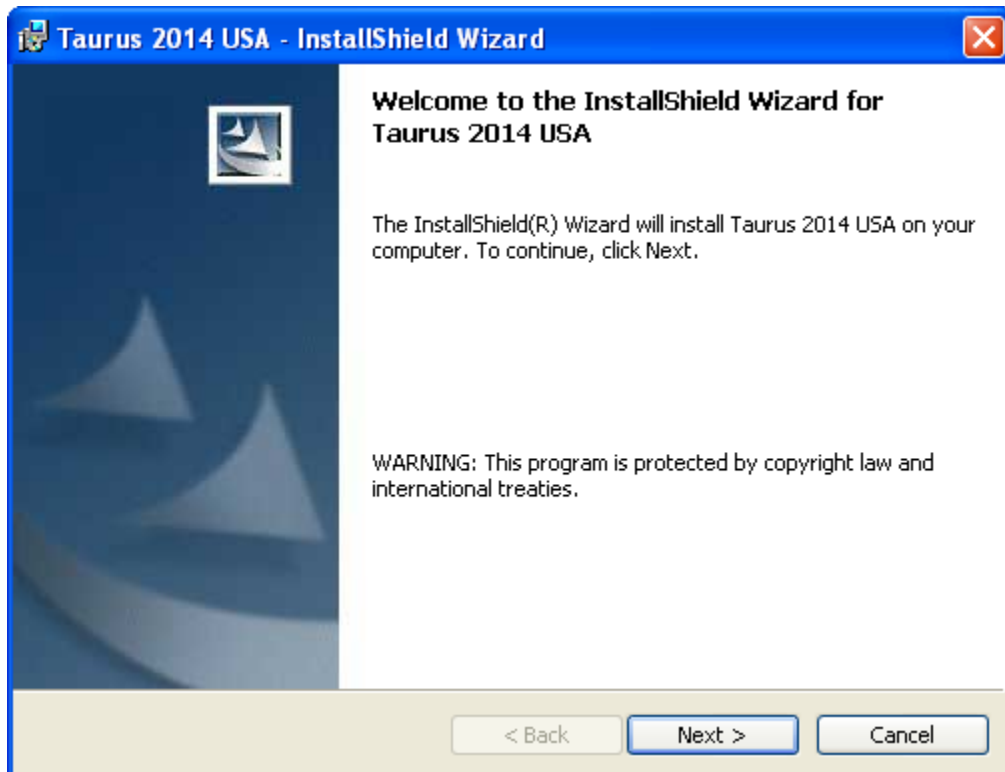 Taurus 2014 USA - InstallShield Wizard
Welcome to the InstallShield Wizard for
Taurus 2014 USA
The InstallShield(R) Wizard will install Taurus 2014 USA on your
computer. To continue, click Next.
WARNING: This program is protected by copyright law and
international treaties.
< Back
Next >
Cancel